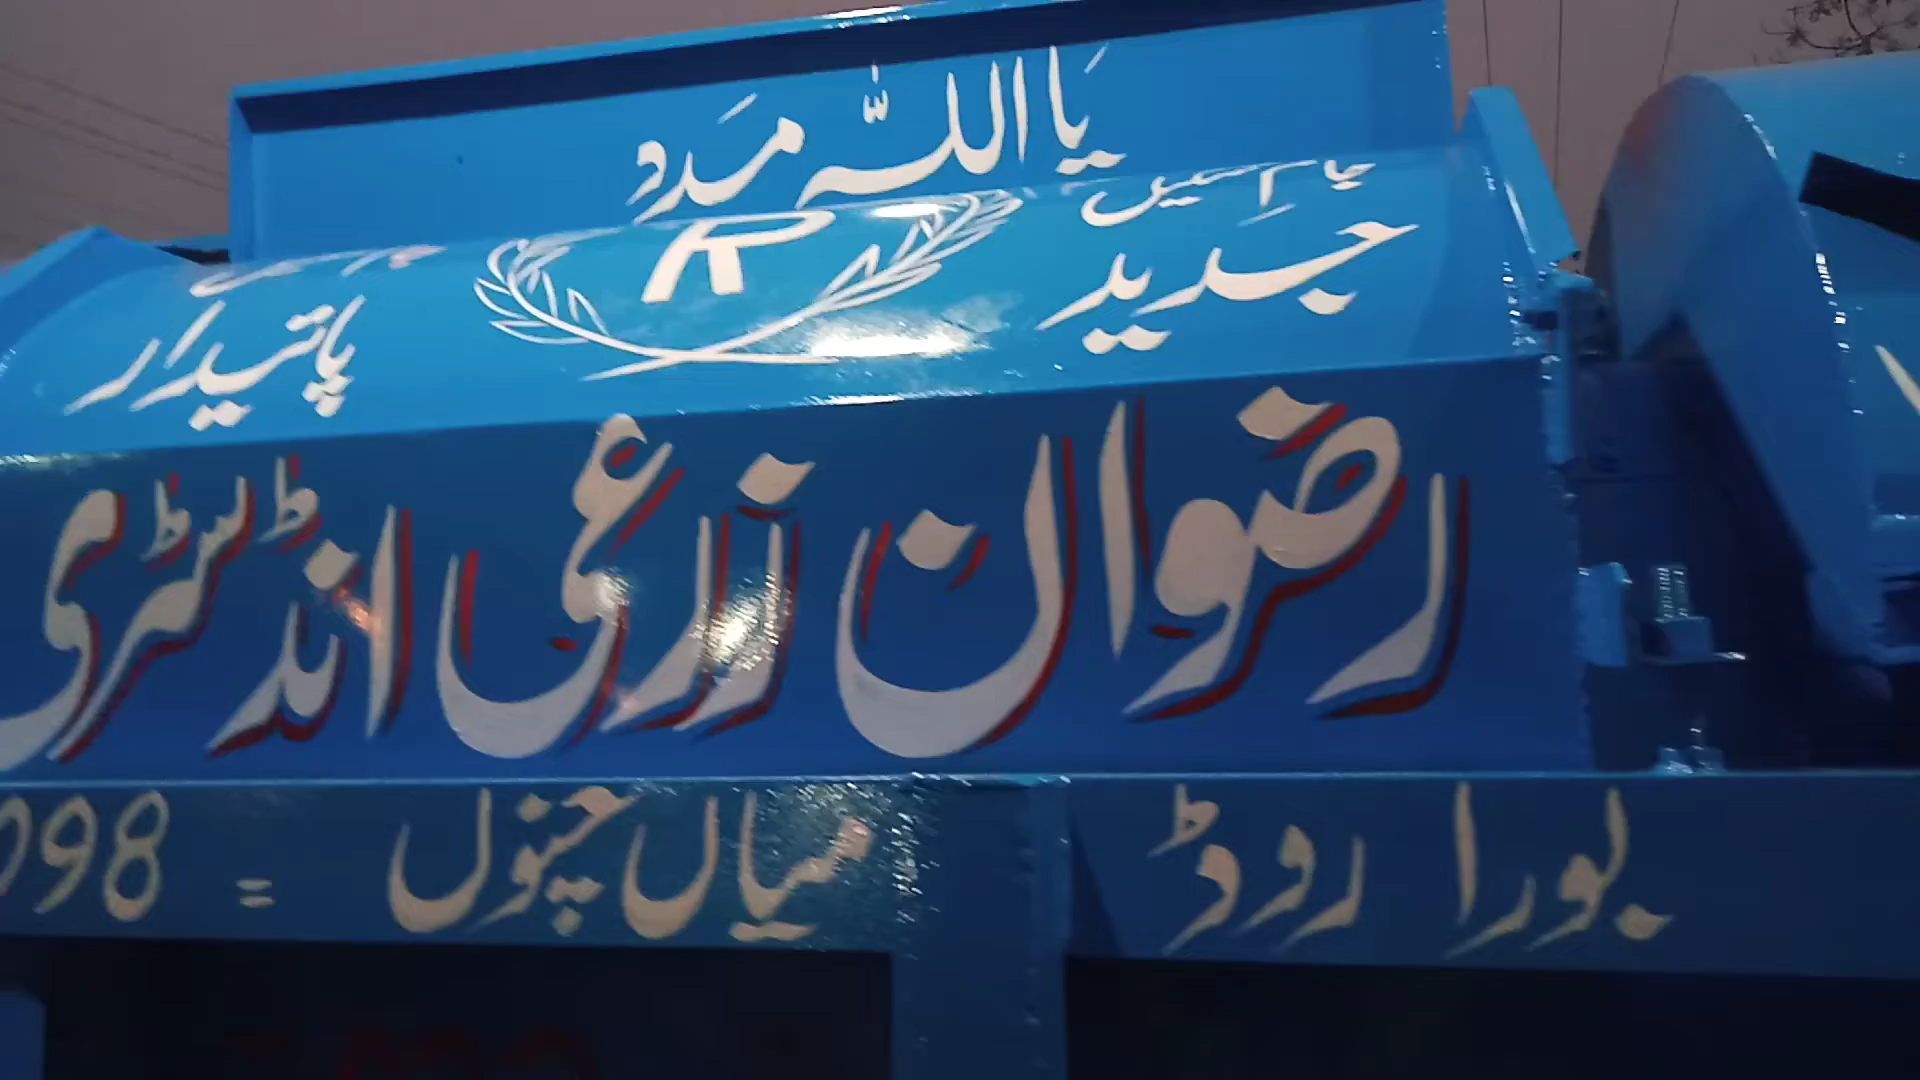 یا اللہ مدد
جدید R پائیدار
رضوان زرعی انڈسٹری
بورا روڈ میاں چنوں = 098